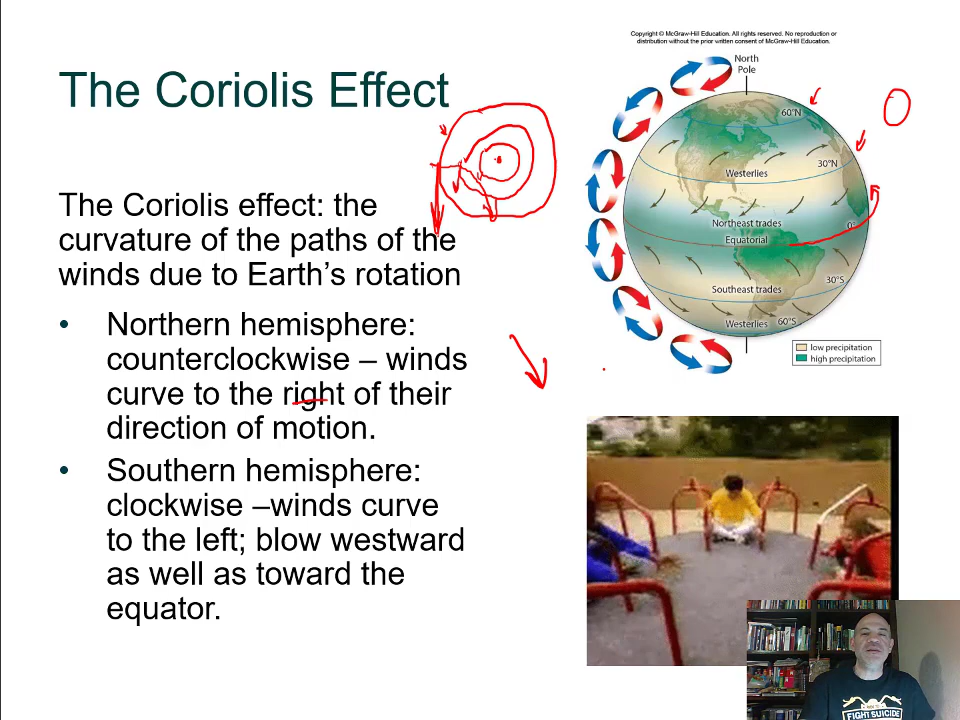 Copyright © McGraw-Hill Education. All rights reserved. No reproduction or
distribution without the prior written consent of McGraw-Hill Education.
The Coriolis Effect
North
Pole
60°N
30°N
Westerlies
Northeast trades
0°
Equatorial
30°S
Southeast trades
Westerlies
60°S
low precipitation
high precipitation
The Coriolis effect: the
curvature of the paths of the
winds due to Earth's rotation
• Northern hemisphere:
counterclockwise – winds
curve to the right of their
direction of motion.
• Southern hemisphere:
clockwise –winds curve
to the left; blow westward
as well as toward the
equator.
FIGHT SUICIDE